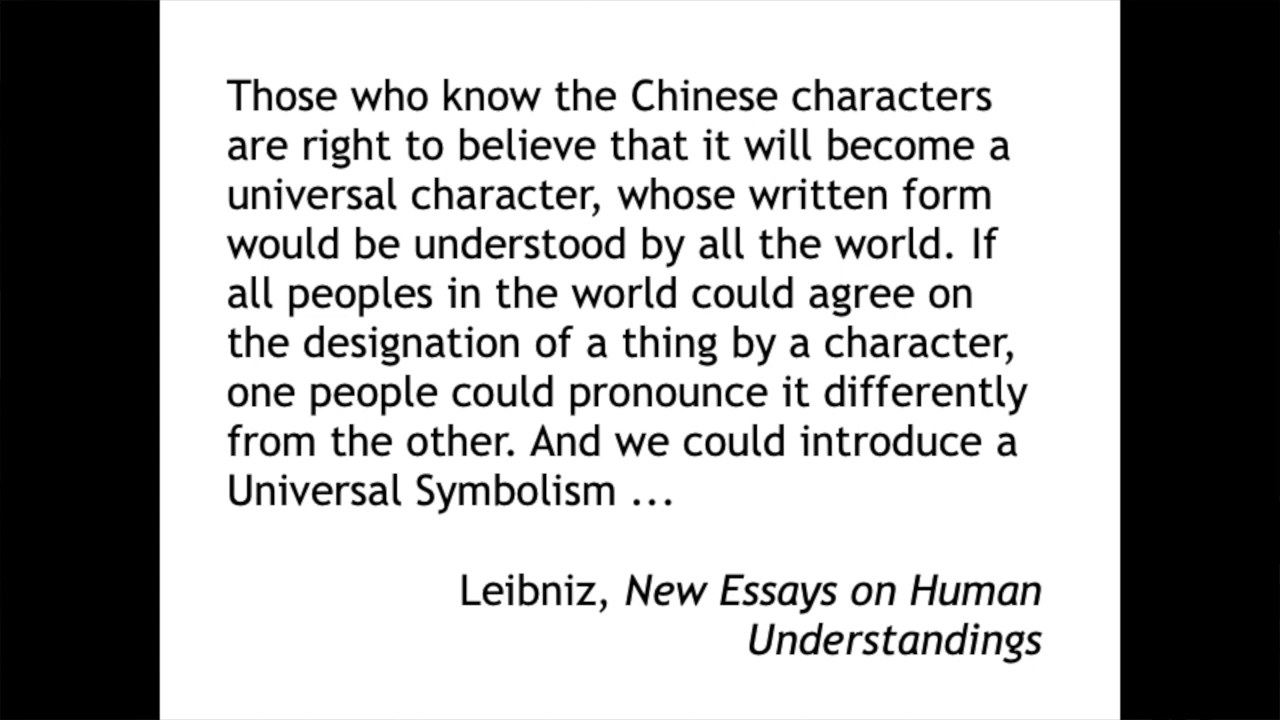 Those who know the Chinese characters
are right to believe that it will become a
universal character, whose written form
would be understood by all the world. If
all peoples in the world could agree on
the designation of a thing by a character,
one people could pronounce it differently
from the other. And we could introduce a
Universal Symbolism ...
Leibniz, New Essays on Human
Understandings